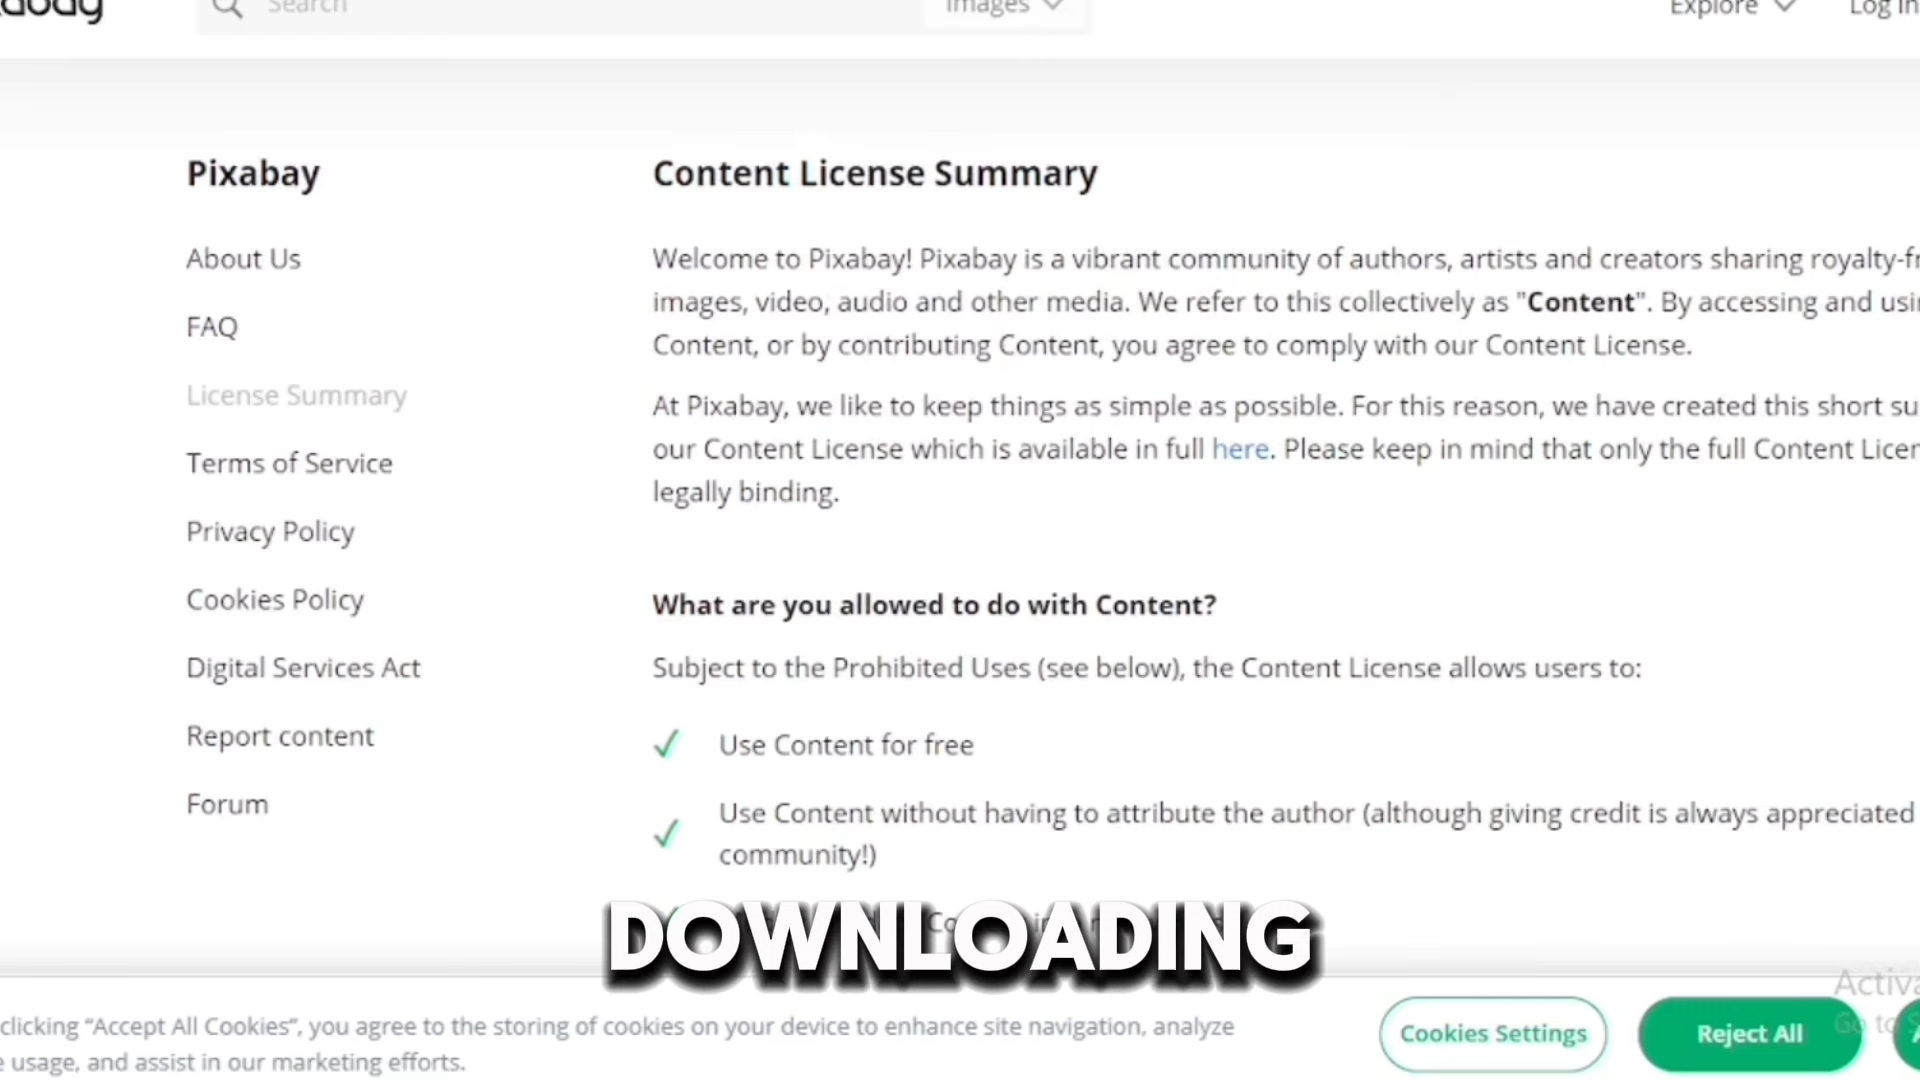 Search
Images
Explore
Log In
Pixabay
About Us
FAQ
License Summary
Terms of Service
Privacy Policy
Cookies Policy
Digital Services Act
Report content
Forum
Content License Summary
Welcome to Pixabay! Pixabay is a vibrant community of authors, artists and creators sharing royalty-fr
images, video, audio and other media. We refer to this collectively as "Content". By accessing and usin
Content, or by contributing Content, you agree to comply with our Content License.
At Pixabay, we like to keep things as simple as possible. For this reason, we have created this short su
our Content License which is available in full here. Please keep in mind that only the full Content Licen
legally binding.
What are you allowed to do with Content?
Subject to the Prohibited Uses (see below), the Content License allows users to:
Use Content for free
Use Content without having to attribute the author (although giving credit is always appreciated
community!)
DOWNLOADING
clicking “Accept All Cookies”, you agree to the storing of cookies on your device to enhance site navigation, analyze
e usage, and assist in our marketing efforts.
Cookies Settings
Reject All
Activa
Go to S